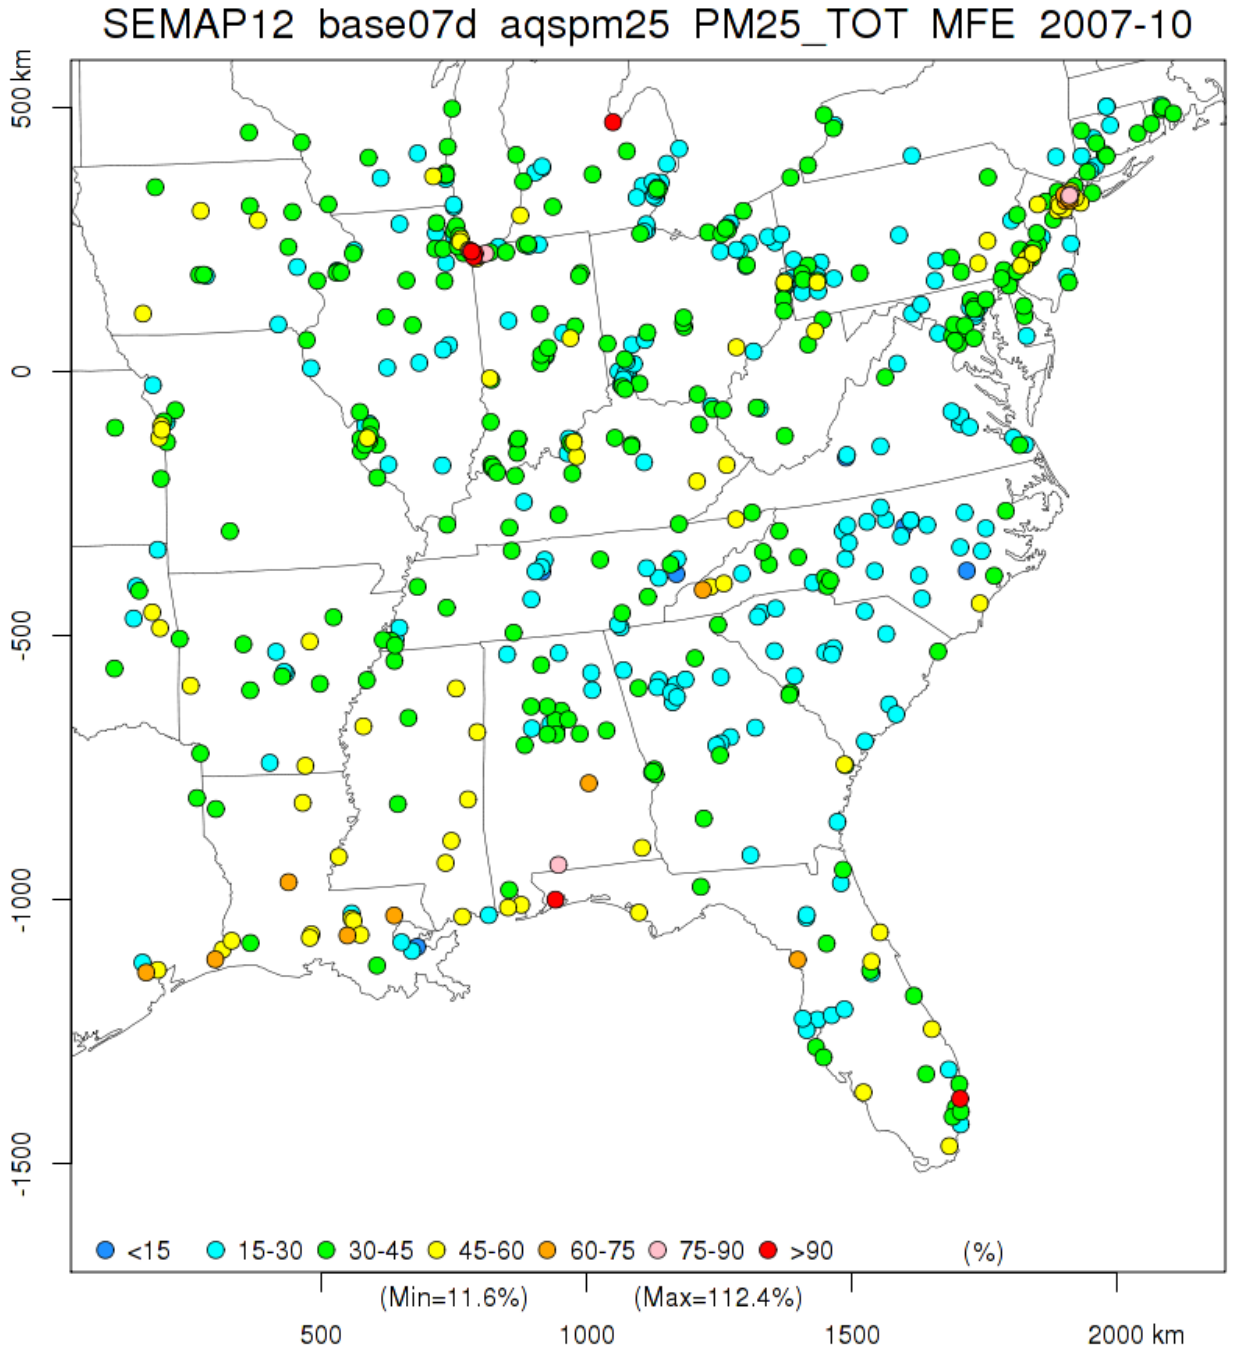 SEMAP12 base07d aqspm25 PM25_TOT MFE 2007-10
500 km
0
-500
-1000
-1500
<15 15-30 30-45 45-60 60-75 75-90 >90 (%)
(Min=11.6%) (Max=112.4%)
500 1000 1500 2000 km